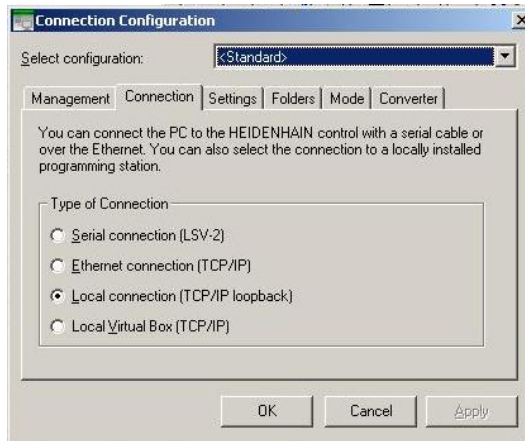 Connection Configuration
Select configuration:
<Standard>
Management Connection Settings Folders Mode Converter
You can connect the PC to the HEIDENHAIN control with a serial cable or
over the Ethernet. You can also select the connection to a locally installed
programming station.
Type of Connection
Serial connection (LSV-2)
Ethernet connection (TCP/IP)
Local connection (TCP/IP loopback)
Local Virtual Box (TCP/IP)
OK Cancel Apply